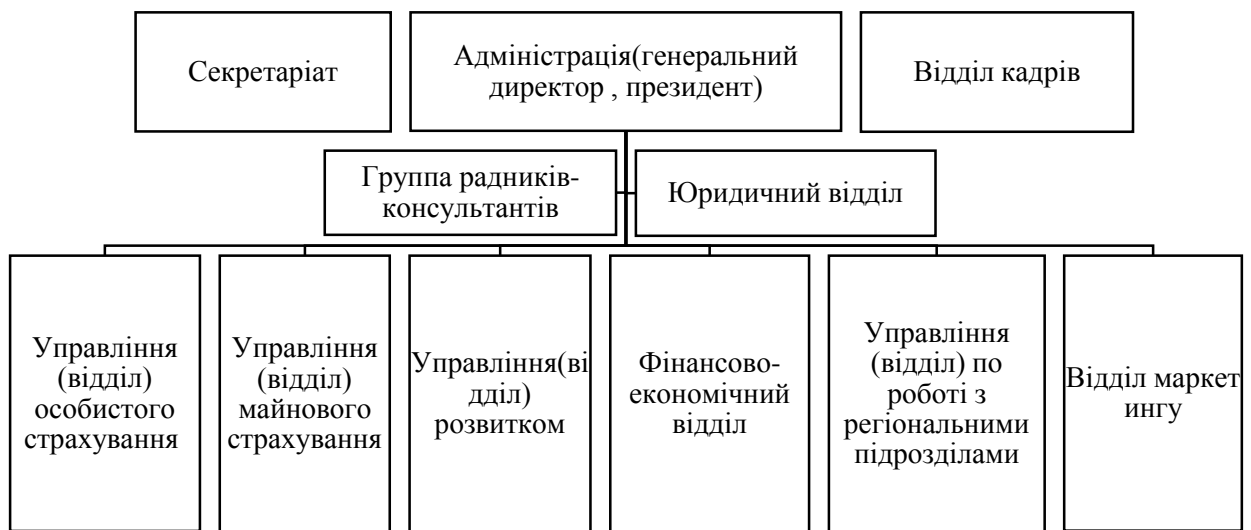 Секретаріат
Адміністрація(генеральний
директор , президент)
Відділ кадрів
Группа радників-
консультантів
Юридичний відділ
Управління
(відділ)
особистого
страхування
Управління
(відділ)
майнового
страхування
Управління(ві
дділ)
розвитком
Фінансово-
економічний
відділ
Управління
(відділ) по
роботі з
регіональними
підрозділами
Відділ маркет
ингу